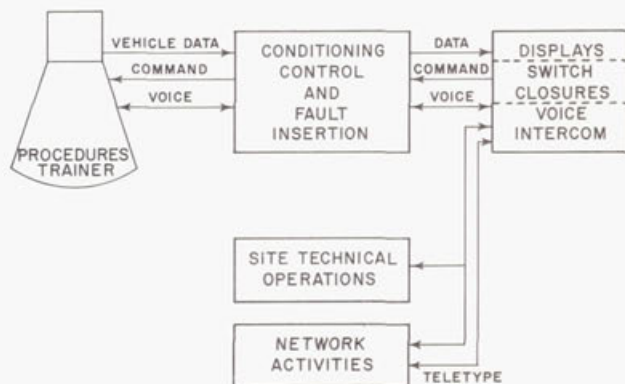 VEHICLE DATA
COMMAND
VOICE
PROCEDURES
TRAINER
CONDITIONING
CONTROL
AND
FAULT
INSERTION
DATA
COMMAND
VOICE
DISPLAYS
SWITCH
CLOSURES
VOICE
INTERCOM
SITE TECHNICAL
OPERATIONS
NETWORK
ACTIVITIES
TELETYPE